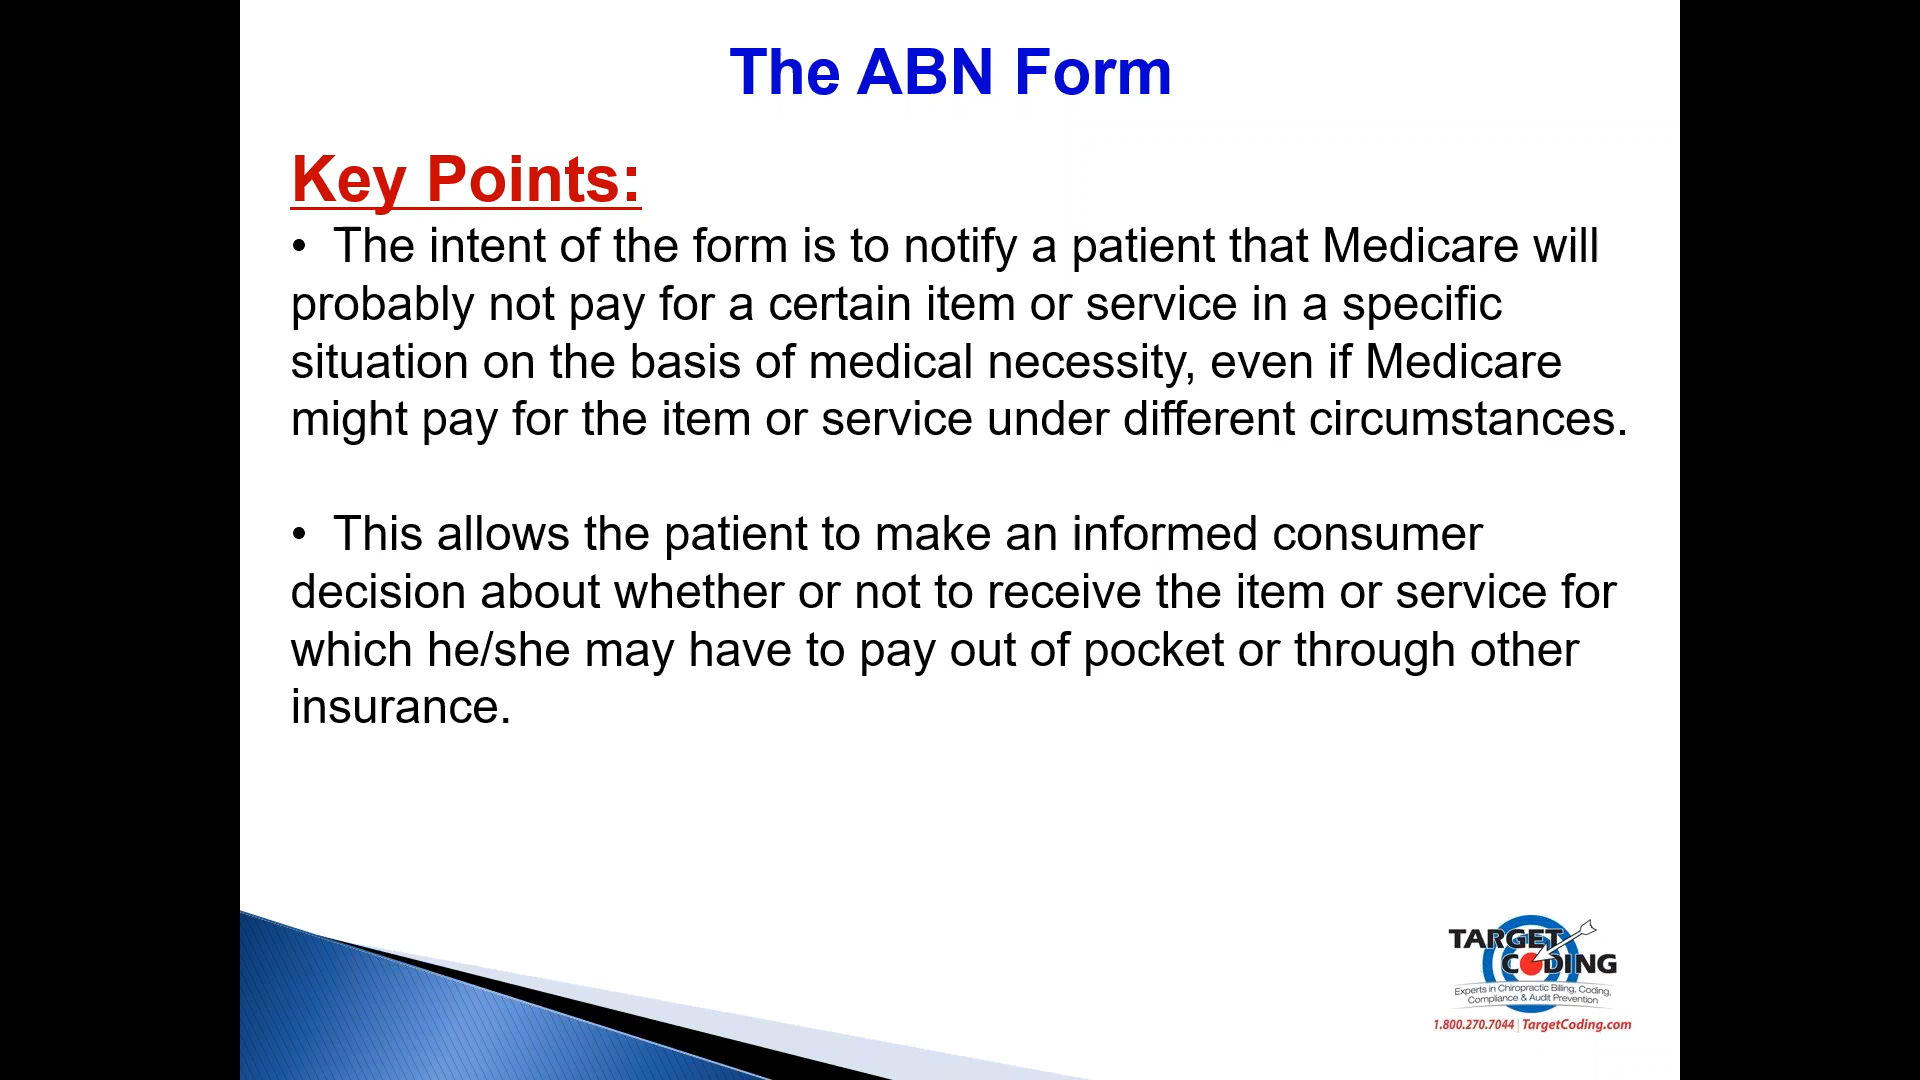 The ABN Form
Key Points:
• The intent of the form is to notify a patient that Medicare will
probably not pay for a certain item or service in a specific
situation on the basis of medical necessity, even if Medicare
might pay for the item or service under different circumstances.
• This allows the patient to make an informed consumer
decision about whether or not to receive the item or service for
which he/she may have to pay out of pocket or through other
insurance.
TARGET
CODING
Experts in Chiropractic Billing, Coding,
Compliance & Audit Prevention
1.800.270.7044 | TargetCoding.com